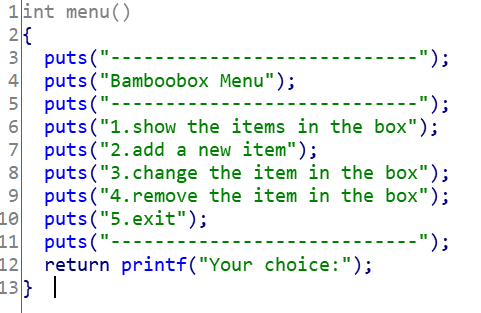 1 int menu()
2 {
3   puts("----------------------------");
4   puts("Bamboobox Menu");
5   puts("----------------------------");
6   puts("1.show the items in the box");
7   puts("2.add a new item");
8   puts("3.change the item in the box");
9   puts("4.remove the item in the box");
10   puts("5.exit");
11   puts("----------------------------");
12   return printf("Your choice:");
13 }